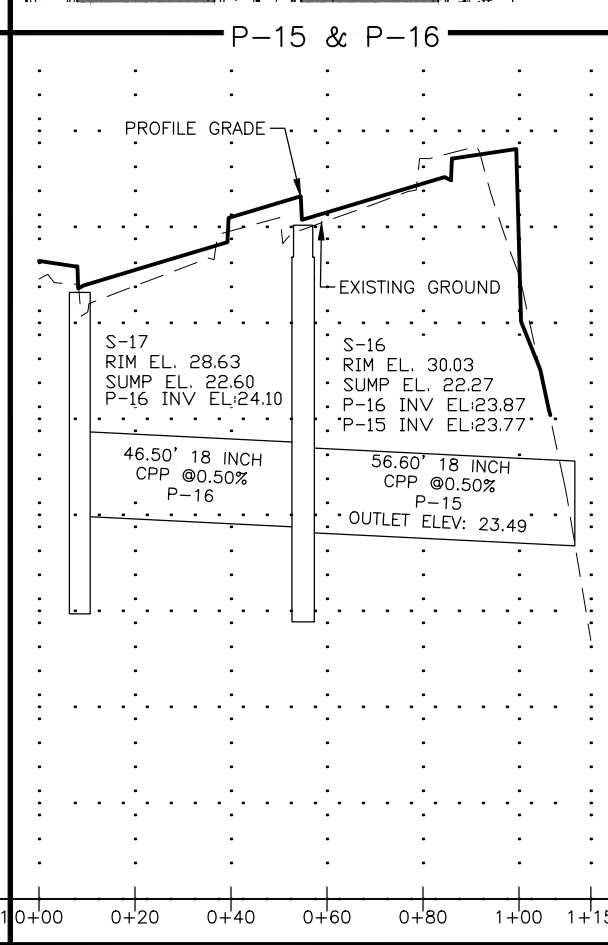 P-15 & P-16
PROFILE GRADE
EXISTING GROUND
S-17
RIM EL. 28.63
SUMP EL. 22.60
P-16 INV EL:24.10
S-16
RIM EL. 30.03
SUMP EL. 22.27
P-16 INV EL:23.87
P-15 INV EL:23.77
46.50' 18 INCH
CPP @0.50%
P-16
56.60' 18 INCH
CPP @0.50%
P-15
OUTLET ELEV: 23.49
0+00 0+20 0+40 0+60 0+80 1+00 1+15